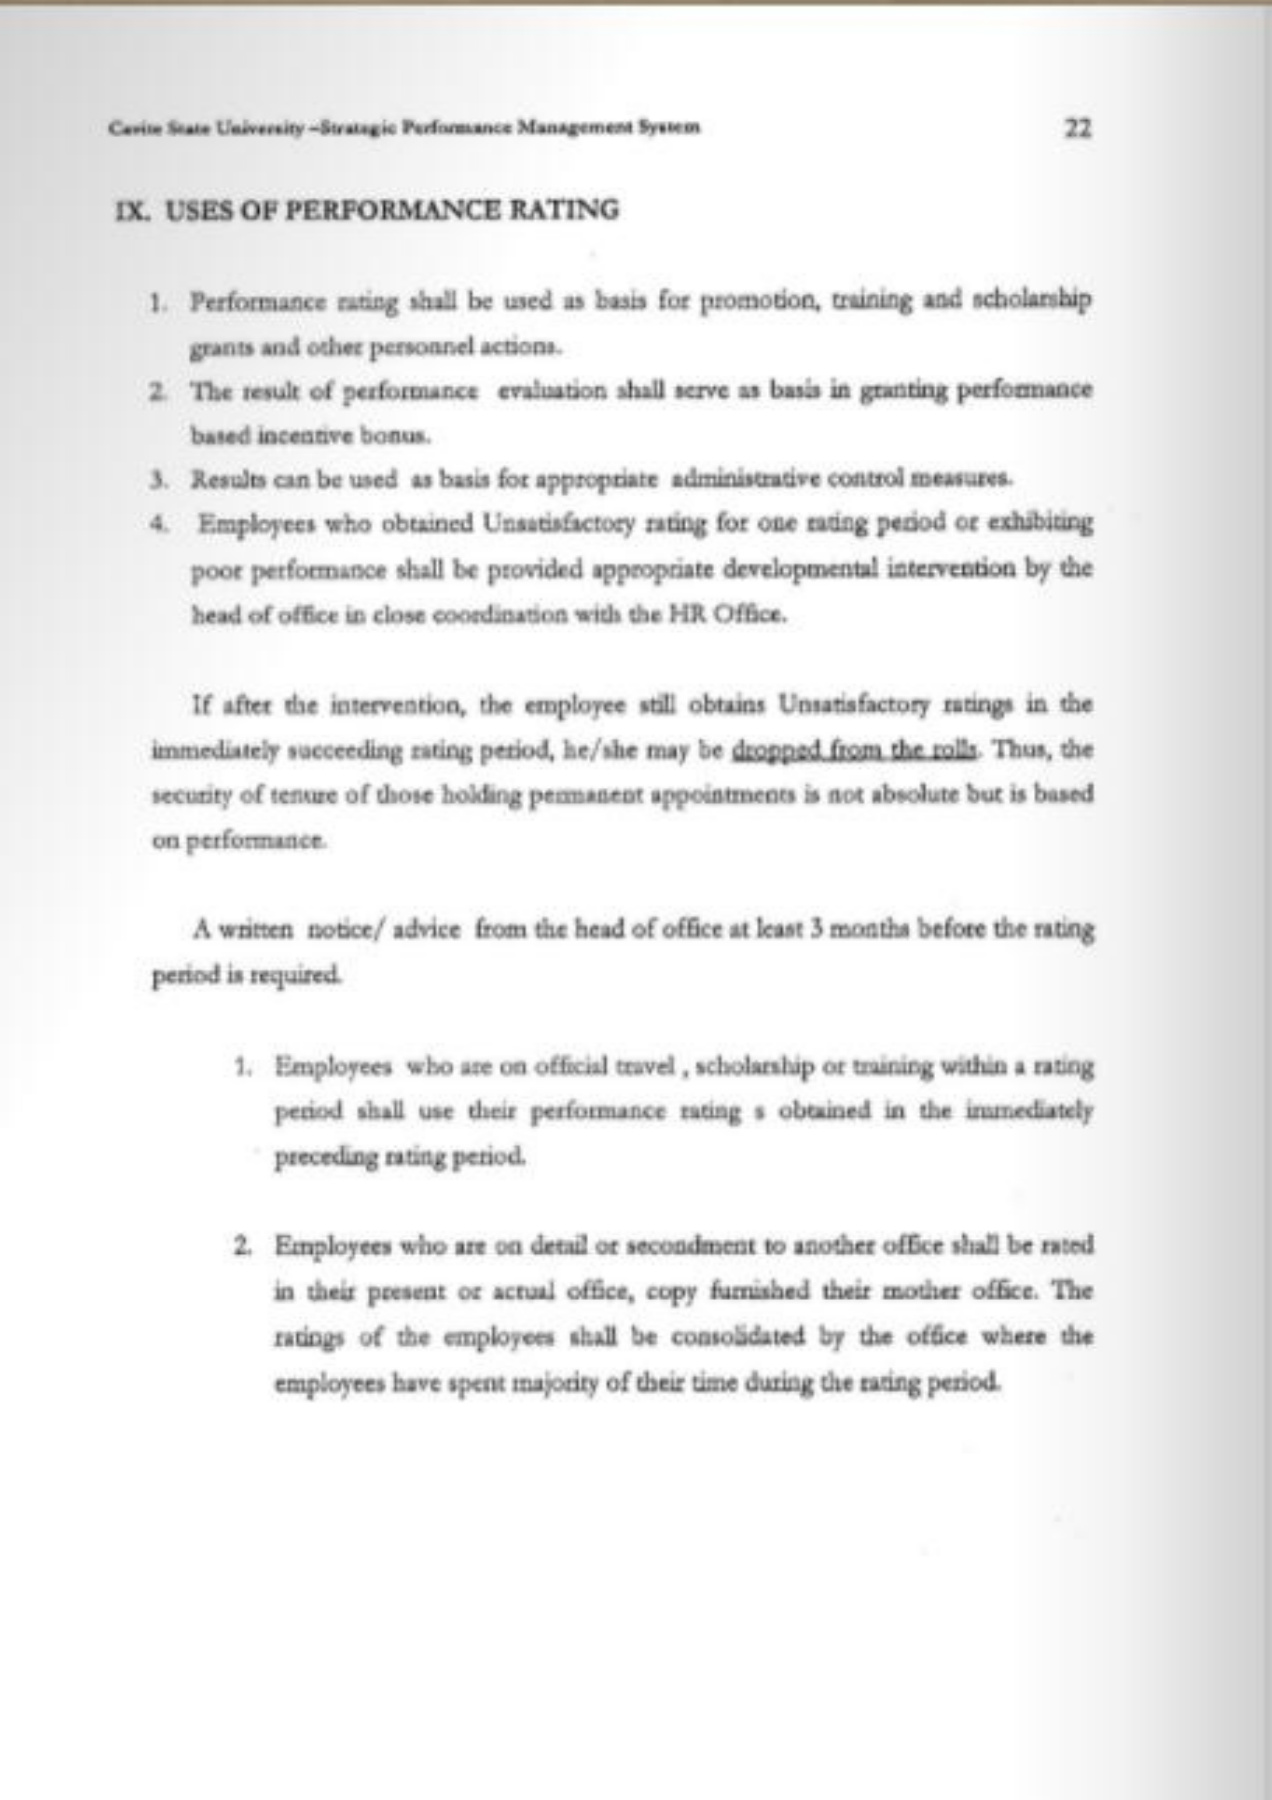 Cavite State University –Strategic Performance Management System 22
IX. USES OF PERFORMANCE RATING
1. Performance rating shall be used as basis for promotion, training and scholarship
grants and other personnel actions.
2. The result of performance evaluation shall serve as basis in granting performance
based incentive bonus.
3. Results can be used as basis for appropriate administrative control measures.
4. Employees who obtained Unsatisfactory rating for one rating period or exhibiting
poor performance shall be provided appropriate developmental intervention by the
head of office in close coordination with the HR Office.
If after the intervention, the employee still obtains Unsatisfactory ratings in the
immediately succeeding rating period, he/she may be dropped from the rolls. Thus, the
security of tenure of those holding permanent appointments is not absolute but is based
on performance.
A written notice/ advice from the head of office at least 3 months before the rating
period is required.
1. Employees who are on official travel , scholarship or training within a rating
period shall use their performance rating s obtained in the immediately
preceding rating period.
2. Employees who are on detail or secondment to another office shall be rated
in their present or actual office, copy furnished their mother office. The
ratings of the employees shall be consolidated by the office where the
employees have spent majority of their time during the rating period.